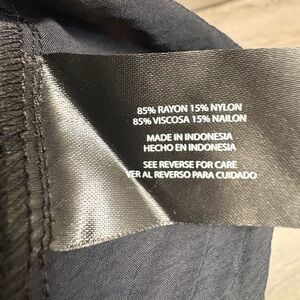 85% RAYON 15% NYLON
85% VISCOSA 15% NAILON
MADE IN INDONESIA
HECHO EN INDONESIA
SEE REVERSE FOR CARE
VER AL REVERSO PARA CUIDADO